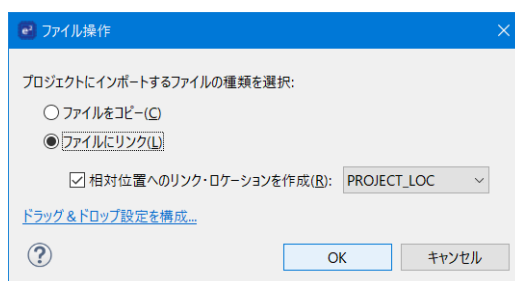 e² ファイル操作
プロジェクトにインポートするファイルの種類を選択:
ファイルをコピー(C)
ファイルにリンク(L)
相対位置へのリンク・ロケーションを作成(R): PROJECT_LOC
ドラッグ&ドロップ設定を構成...
? OK キャンセル